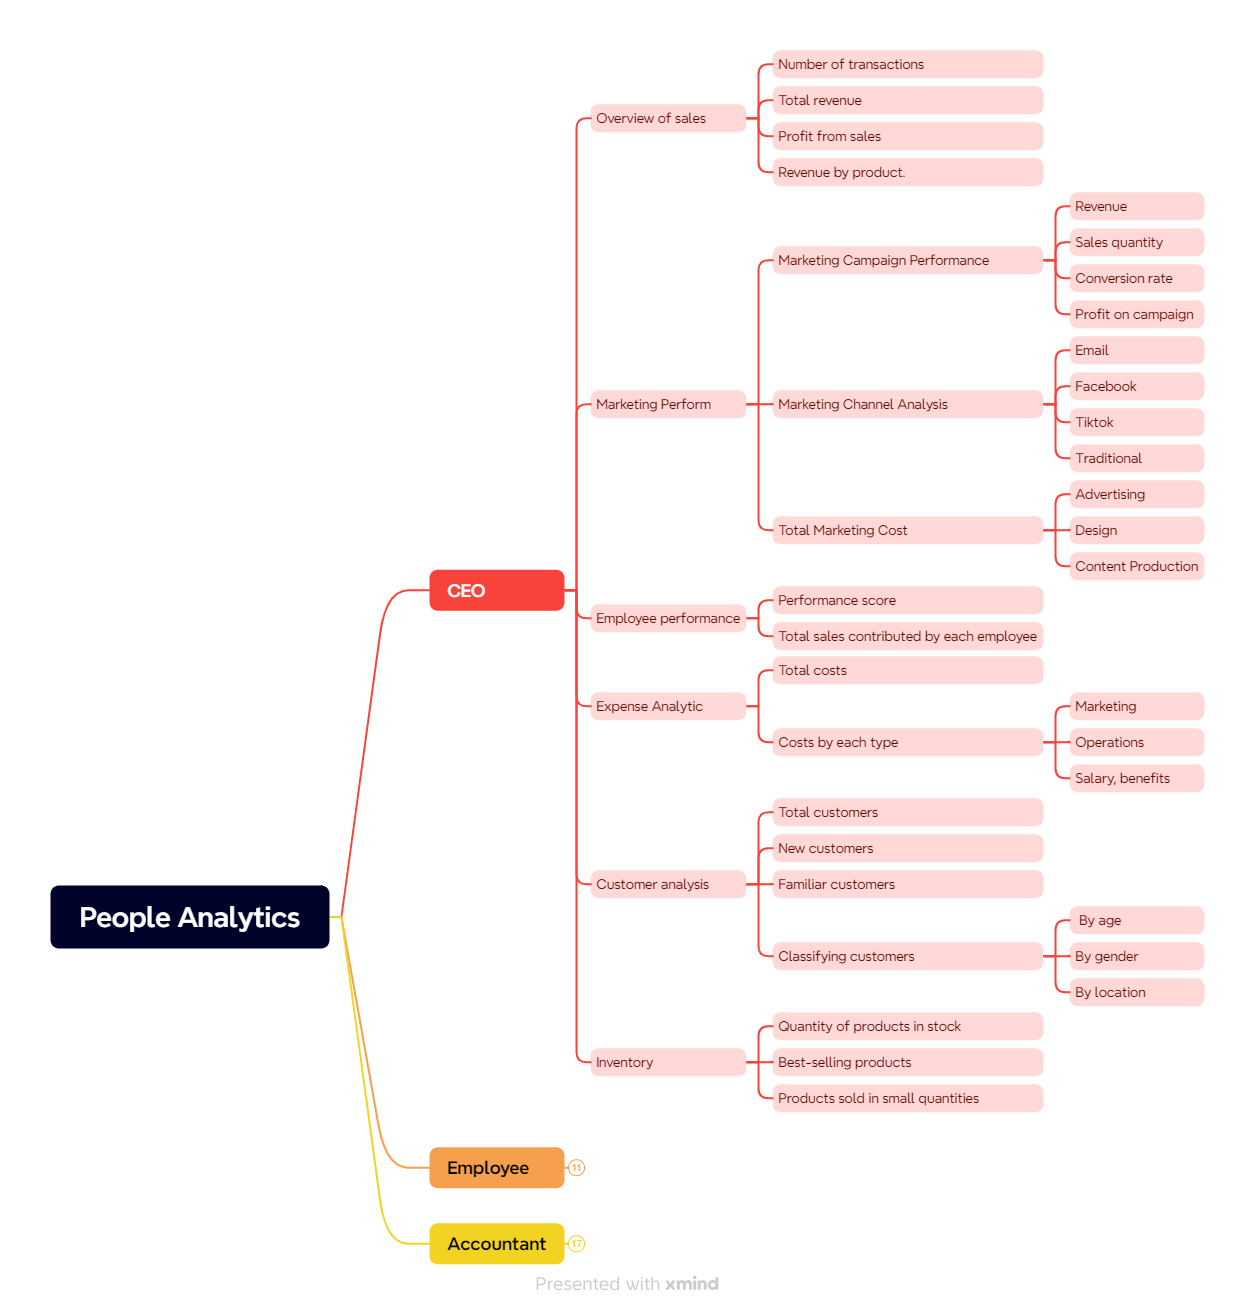 People Analytics
CEO
Overview of sales
Number of transactions
Total revenue
Profit from sales
Revenue by product.
Marketing Perform
Marketing Campaign Performance
Revenue
Sales quantity
Conversion rate
Profit on campaign
Marketing Channel Analysis
Email
Facebook
Tiktok
Traditional
Total Marketing Cost
Advertising
Design
Content Production
Employee performance
Performance score
Total sales contributed by each employee
Expense Analytic
Total costs
Costs by each type
Marketing
Operations
Salary, benefits
Customer analysis
Total customers
New customers
Familiar customers
Classifying customers
By age
By gender
By location
Inventory
Quantity of products in stock
Best-selling products
Products sold in small quantities
Employee
11
Accountant
17
Presented with xmind